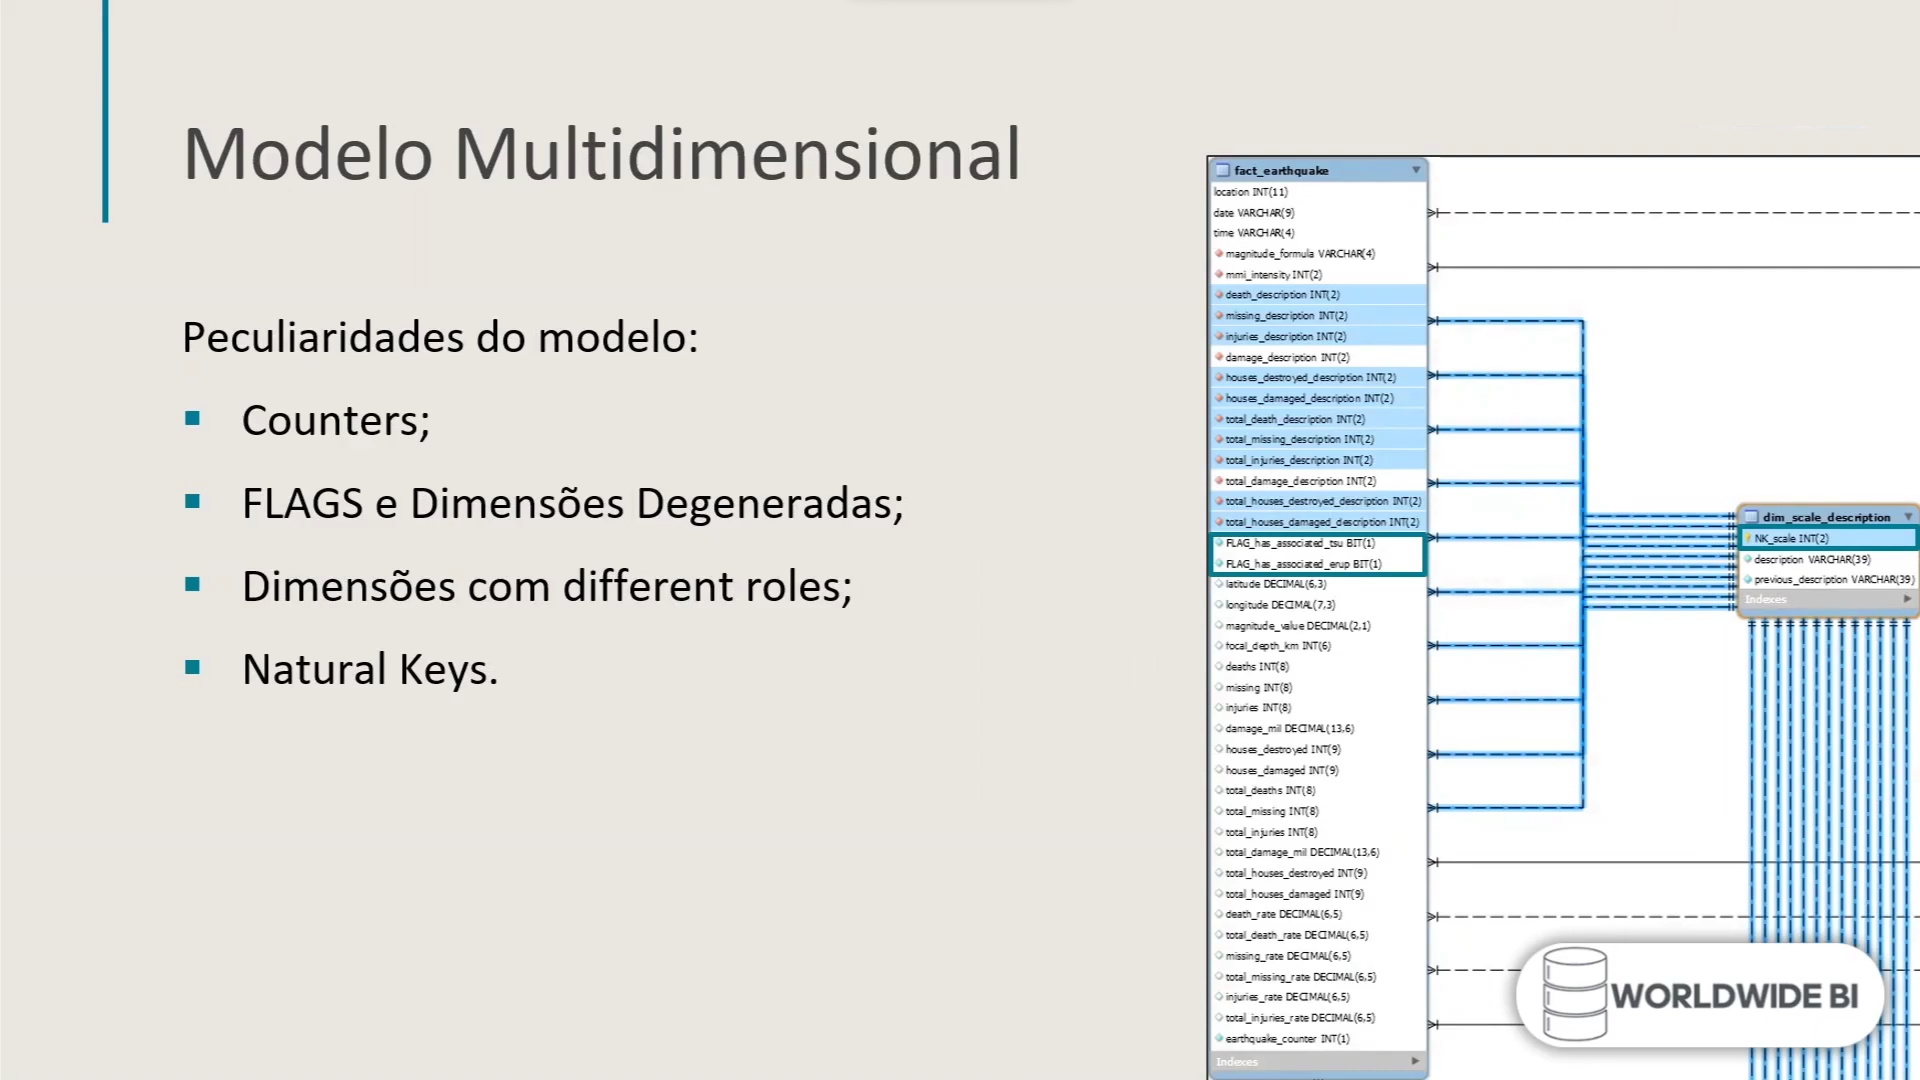 Modelo Multidimensional
Peculiaridades do modelo:
Counters;
FLAGS e Dimensões Degeneradas;
Dimensões com different roles;
Natural Keys.
fact_earthquake
location INT(11)
date VARCHAR(9)
time VARCHAR(4)
magnitude_formula VARCHAR(4)
mmi_intensity INT(2)
death_description INT(2)
missing_description INT(2)
injuries_description INT(2)
damage_description INT(2)
houses_destroyed_description INT(2)
houses_damaged_description INT(2)
total_death_description INT(2)
total_missing_description INT(2)
total_injuries_description INT(2)
total_damage_description INT(2)
total_houses_destroyed_description INT(2)
total_houses_damaged_description INT(2)
FLAG_has_associated_tsu BIT(1)
FLAG_has_associated_erup BIT(1)
latitude DECIMAL(6,3)
longitude DECIMAL(7,3)
magnitude_value DECIMAL(2,1)
focal_depth_km INT(6)
deaths INT(8)
missing INT(8)
injuries INT(8)
damage_mil DECIMAL(13,6)
houses_destroyed INT(9)
houses_damaged INT(9)
total_deaths INT(8)
total_missing INT(8)
total_injuries INT(8)
total_damage_mil DECIMAL(13,6)
total_houses_destroyed INT(9)
total_houses_damaged INT(9)
death_rate DECIMAL(6,5)
total_death_rate DECIMAL(6,5)
missing_rate DECIMAL(6,5)
total_missing_rate DECIMAL(6,5)
injuries_rate DECIMAL(6,5)
total_injuries_rate DECIMAL(6,5)
earthquake_counter INT(1)
Indexes
dim_scale_description
NK_scale INT(2)
description VARCHAR(39)
previous_description VARCHAR(39)
Indexes
WORLDWIDE BI